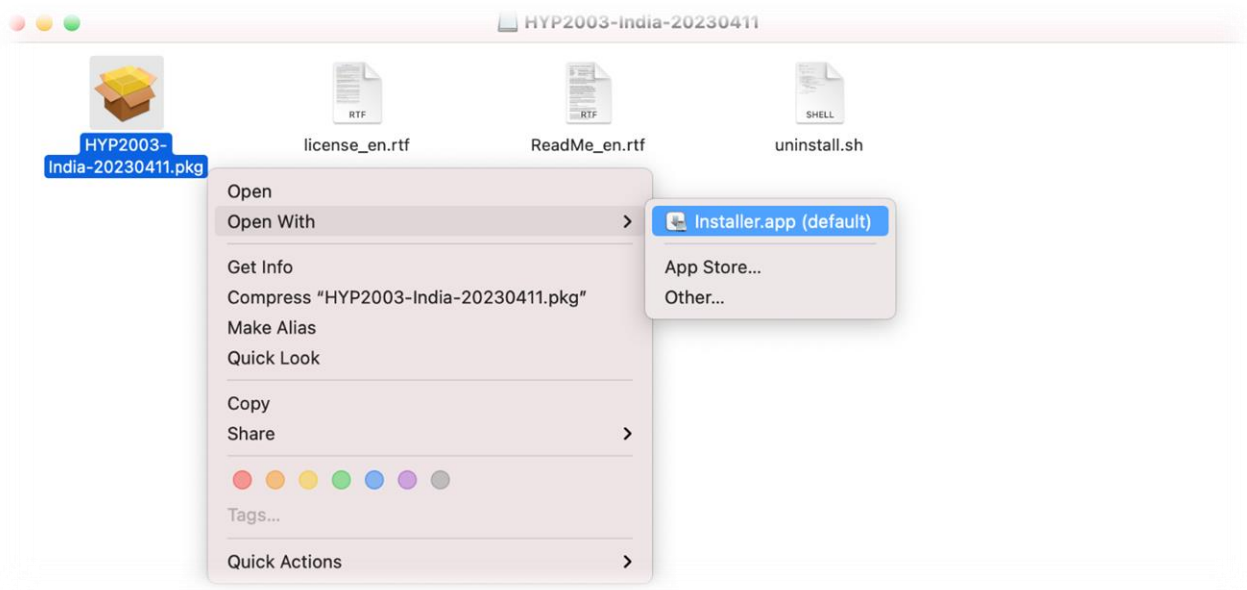 HYP2003-India-20230411
RTF
RTF
SHELL
HYP2003-
India-20230411.pkg
license_en.rtf
ReadMe_en.rtf
uninstall.sh
Open
Open With
Installer.app (default)
Get Info
App Store...
Compress “HYP2003-India-20230411.pkg”
Other...
Make Alias
Quick Look
Copy
Share
Tags...
Quick Actions